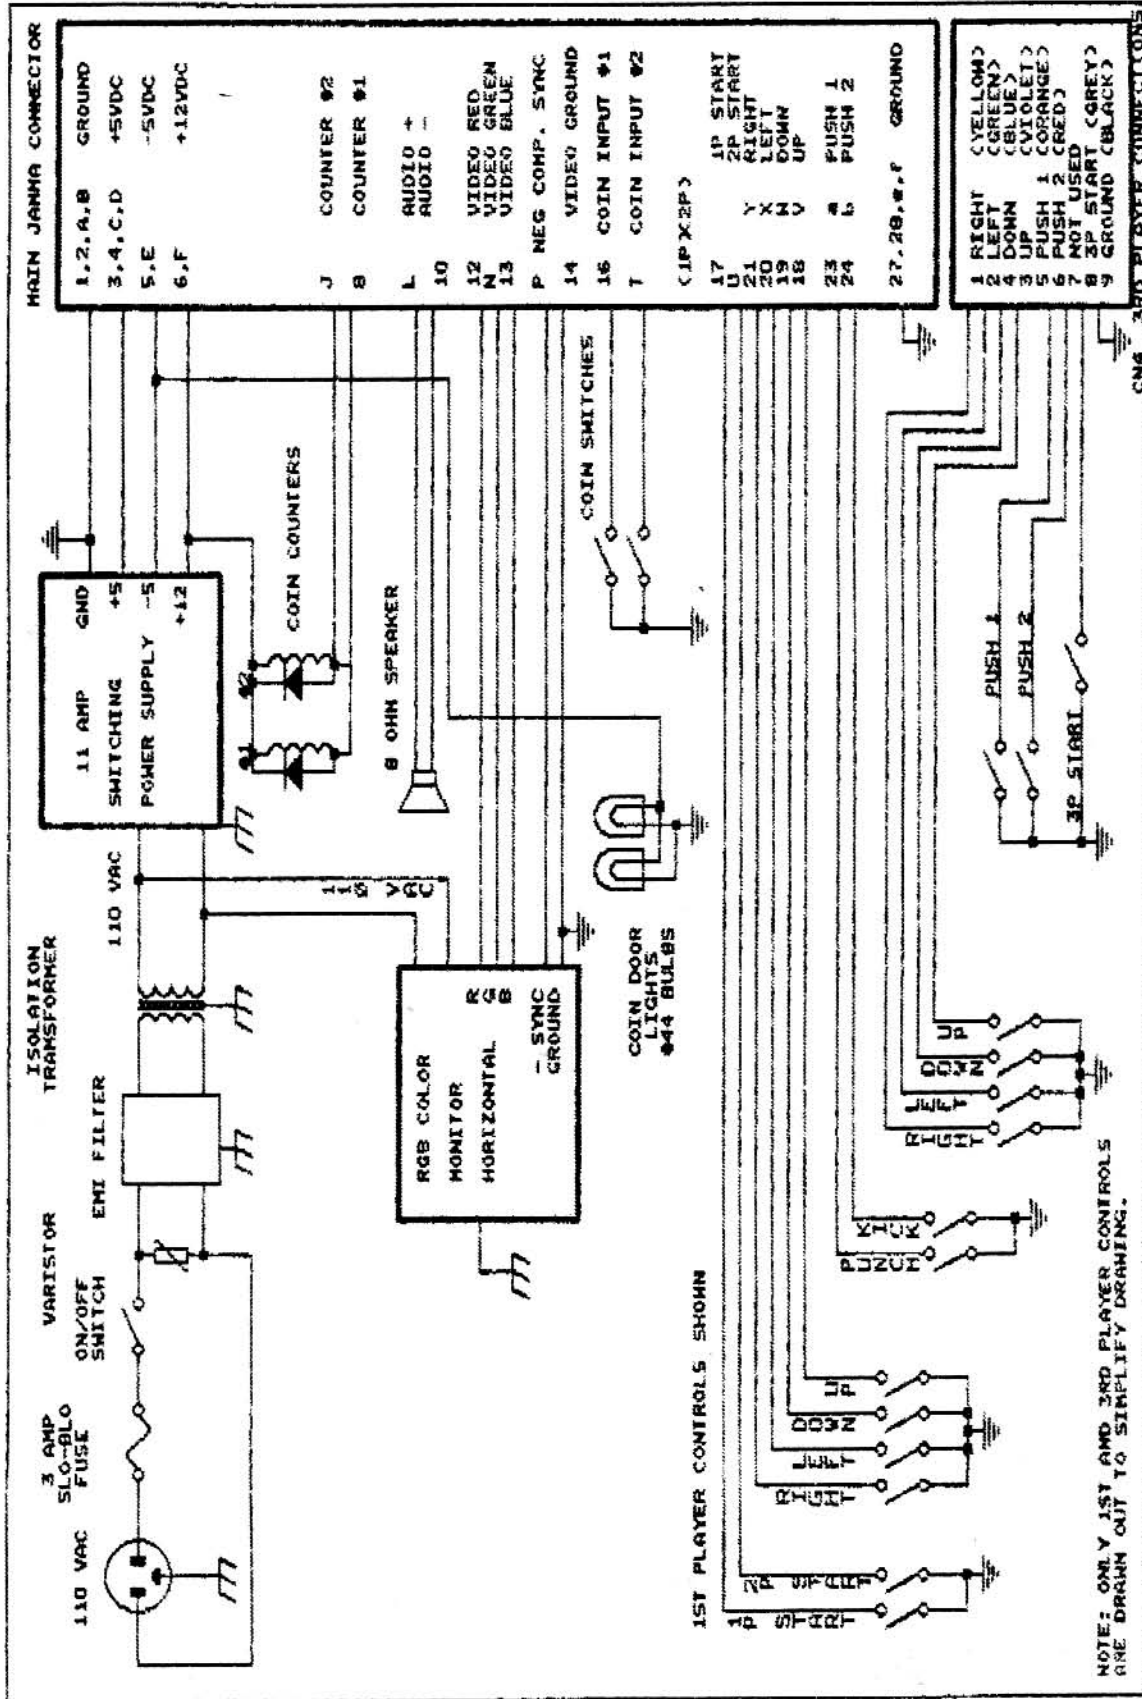 MAIN JAMMA CONNECTOR
1,2,A,B GROUND
3,4,C,D +5VDC
5,E -5VDC
6,F +12VDC
J COUNTER #2
8 COUNTER #1
L AUDIO +
10 AUDIO -
12 VIDEO RED
N VIDEO GREEN
13 VIDEO BLUE
P NEG COMP. SYNC
14 VIDEO GROUND
16 COIN INPUT #1
T COIN INPUT #2
(1PX2P)
17 1P START
U 2P START
21 Y RIGHT
20 X LEFT
19 W DOWN
18 V UP
23 a PUSH 1
24 b PUSH 2
27,28,e,f GROUND
1 RIGHT (YELLOW)
2 LEFT (GREEN)
4 DOWN (BLUE)
3 UP (VIOLET)
5 PUSH 1 (ORANGE)
6 PUSH 2 (RED)
7 NOT USED
8 3P START (GREY)
9 GROUND (BLACK)
CN6 3RD PLAYER CONNECTIONS
11 AMP
SWITCHING
POWER SUPPLY
GND
+5
-5
+12
COIN COUNTERS
#1
#2
8 OHM SPEAKER
COIN SWITCHES
PUSH 1
PUSH 2
3P START
ISOLATION
TRANSFORMER
110 VAC
110 VAC
RGB COLOR
MONITOR
HORIZONTAL
R
G
B
- SYNC
GROUND
COIN DOOR
LIGHTS
#44 BULBS
EMI FILTER
VARISTOR
ON/OFF
SWITCH
3 AMP
SLO-BLO
FUSE
110 VAC
1ST PLAYER CONTROLS SHOWN
1P START
2P START
RIGHT
LEFT
DOWN
UP
PUNCH
KICK
RIGHT
LEFT
DOWN
UP
NOTE: ONLY 1ST AND 3RD PLAYER CONTROLS
ARE DRAWN OUT TO SIMPLIFY DRAWING.